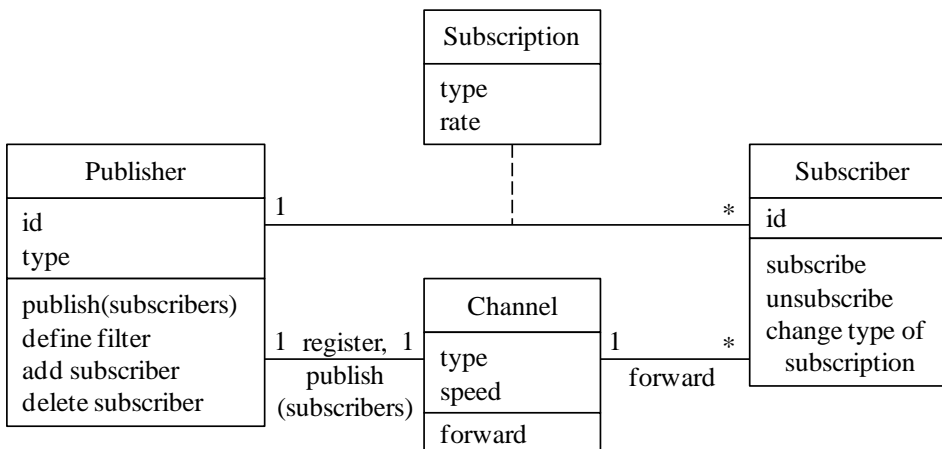 Subscription
type
rate
Publisher
id
type
publish(subscribers)
define filter
add subscriber
delete subscriber
1
*
Subscriber
id
subscribe
unsubscribe
change type of
subscription
1 register, 1
publish
(subscribers)
Channel
type
speed
forward
1
*
forward